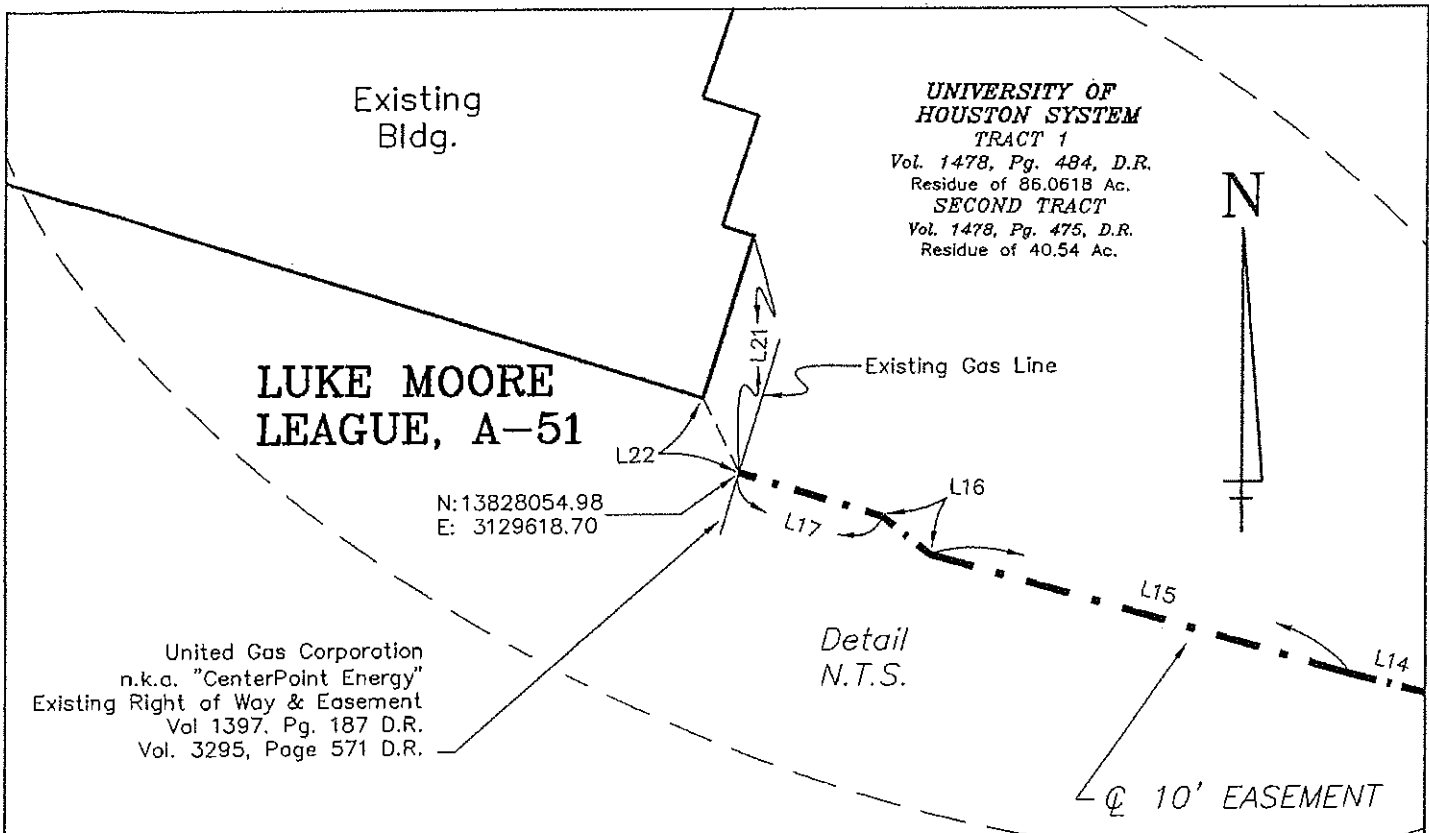 Existing
Bldg.
UNIVERSITY OF
HOUSTON SYSTEM
TRACT 1
Vol. 1478, Pg. 484, D.R.
Residue of 86.0618 Ac.
SECOND TRACT
Vol. 1478, Pg. 475, D.R.
Residue of 40.54 Ac.
N
L21
Existing Gas Line
LUKE MOORE
LEAGUE, A-51
L22
N:13828054.98
E: 3129618.70
L16
L17
L15
L14
United Gas Corporation
n.k.a. "CenterPoint Energy"
Existing Right of Way & Easement
Vol 1397, Pg. 187 D.R.
Vol. 3295, Page 571 D.R.
Detail
N.T.S.
℄ 10' EASEMENT